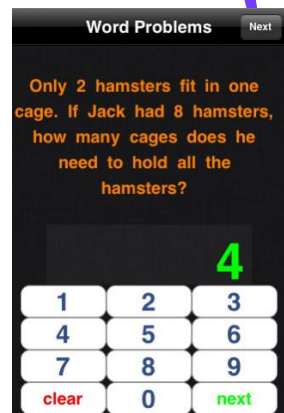 Word Problems Next
Only 2 hamsters fit in one
cage. If Jack had 8 hamsters,
how many cages does he
need to hold all the
hamsters?
4
1 2 3
4 5 6
7 8 9
clear 0 next